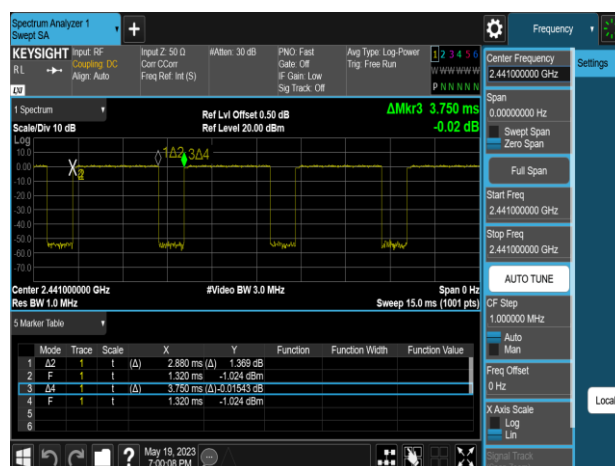 Spectrum Analyzer 1
Swept SA
+
Frequency
KEYSIGHT
RL
Input: RF
Coupling: DC
Align: Auto
Input Z: 50 Ω
Corr CCorr
Freq Ref: Int (S)
#Atten: 30 dB
PNO: Fast
Gate: Off
IF Gain: Low
Sig Track: Off
Avg Type: Log-Power
Trig: Free Run
1 2 3 4 5 6
W W W W W W
P N N N N N
LXI
1 Spectrum
Scale/Div 10 dB
Log
Ref Lvl Offset 0.50 dB
Ref Level 20.00 dBm
ΔMkr3 3.750 ms
-0.02 dB
1Δ2 3Δ4
10.0
0.00
-10.0
-20.0
-30.0
-40.0
-50.0
-60.0
-70.0
Center 2.441000000 GHz
Res BW 1.0 MHz
#Video BW 3.0 MHz
Span 0 Hz
Sweep 15.0 ms (1001 pts)
5 Marker Table
Mode Trace Scale X Y Function Function Width Function Value
1 Δ2 1 t (Δ) 2.880 ms (Δ) 1.369 dB
2 F 1 t 1.320 ms -1.024 dBm
3 Δ4 1 t (Δ) 3.750 ms (Δ) -0.01543 dB
4 F 1 t 1.320 ms -1.024 dBm
5
6
May 19, 2023
7:00:08 PM
?
Center Frequency
2.441000000 GHz
Span
0.00000000 Hz
Swept Span
Zero Span
Full Span
Start Freq
2.441000000 GHz
Stop Freq
2.441000000 GHz
AUTO TUNE
CF Step
1.000000 MHz
Auto
Man
Freq Offset
0 Hz
X Axis Scale
Log
Lin
Signal Track
Settings
Local